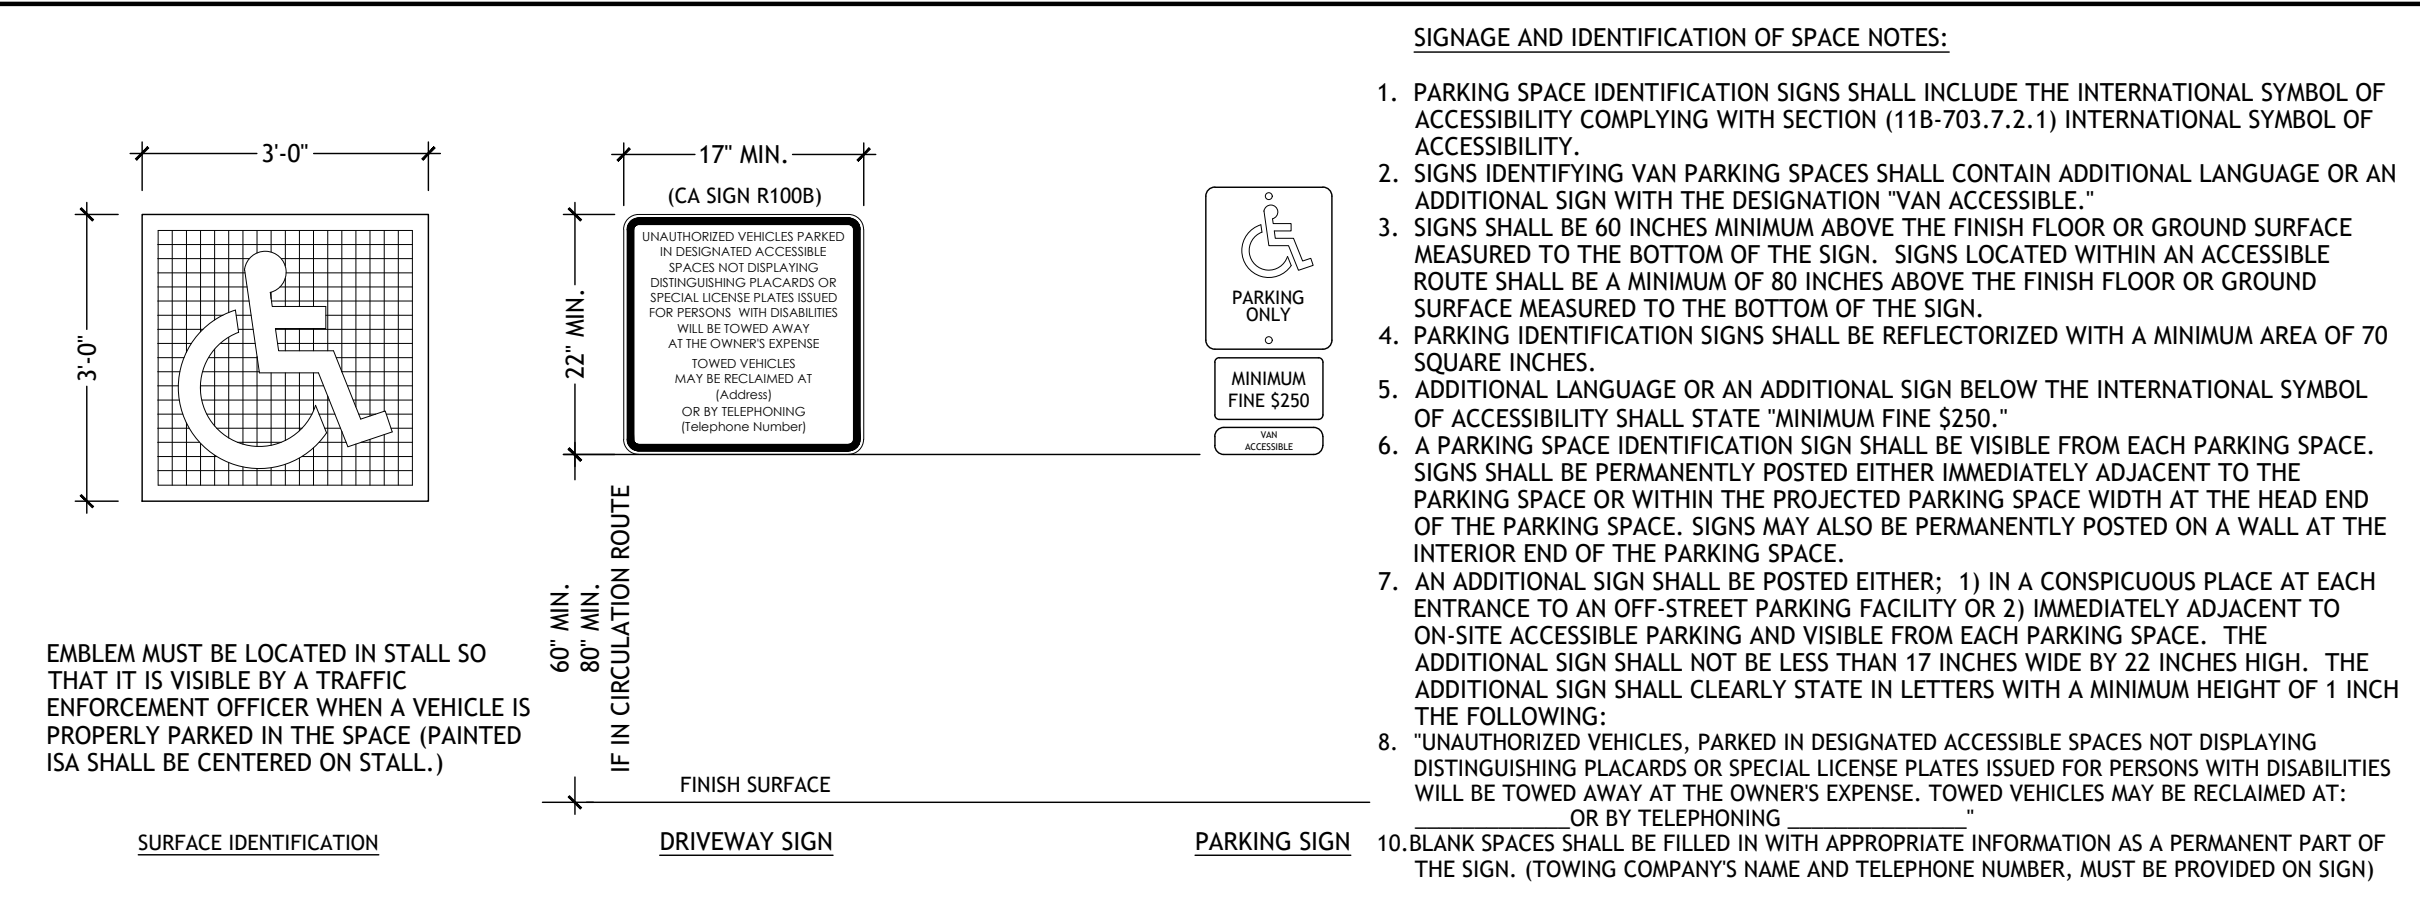 3'-0"
3'-0"
EMBLEM MUST BE LOCATED IN STALL SO
THAT IT IS VISIBLE BY A TRAFFIC
ENFORCEMENT OFFICER WHEN A VEHICLE IS
PROPERLY PARKED IN THE SPACE (PAINTED
ISA SHALL BE CENTERED ON STALL.)
SURFACE IDENTIFICATION
17" MIN.
(CA SIGN R100B)
22" MIN.
UNAUTHORIZED VEHICLES PARKED
IN DESIGNATED ACCESSIBLE
SPACES NOT DISPLAYING
DISTINGUISHING PLACARDS OR
SPECIAL LICENSE PLATES ISSUED
FOR PERSONS WITH DISABILITIES
WILL BE TOWED AWAY
AT THE OWNER'S EXPENSE
TOWED VEHICLES
MAY BE RECLAIMED AT
(Address)
OR BY TELEPHONING
(Telephone Number)
60" MIN.
80" MIN.
IF IN CIRCULATION ROUTE
FINISH SURFACE
DRIVEWAY SIGN
PARKING
ONLY
MINIMUM
FINE $250
VAN
ACCESSIBLE
PARKING SIGN
SIGNAGE AND IDENTIFICATION OF SPACE NOTES:
1. PARKING SPACE IDENTIFICATION SIGNS SHALL INCLUDE THE INTERNATIONAL SYMBOL OF
ACCESSIBILITY COMPLYING WITH SECTION (11B-703.7.2.1) INTERNATIONAL SYMBOL OF
ACCESSIBILITY.
2. SIGNS IDENTIFYING VAN PARKING SPACES SHALL CONTAIN ADDITIONAL LANGUAGE OR AN
ADDITIONAL SIGN WITH THE DESIGNATION "VAN ACCESSIBLE."
3. SIGNS SHALL BE 60 INCHES MINIMUM ABOVE THE FINISH FLOOR OR GROUND SURFACE
MEASURED TO THE BOTTOM OF THE SIGN. SIGNS LOCATED WITHIN AN ACCESSIBLE
ROUTE SHALL BE A MINIMUM OF 80 INCHES ABOVE THE FINISH FLOOR OR GROUND
SURFACE MEASURED TO THE BOTTOM OF THE SIGN.
4. PARKING IDENTIFICATION SIGNS SHALL BE REFLECTORIZED WITH A MINIMUM AREA OF 70
SQUARE INCHES.
5. ADDITIONAL LANGUAGE OR AN ADDITIONAL SIGN BELOW THE INTERNATIONAL SYMBOL
OF ACCESSIBILITY SHALL STATE "MINIMUM FINE $250."
6. A PARKING SPACE IDENTIFICATION SIGN SHALL BE VISIBLE FROM EACH PARKING SPACE.
SIGNS SHALL BE PERMANENTLY POSTED EITHER IMMEDIATELY ADJACENT TO THE
PARKING SPACE OR WITHIN THE PROJECTED PARKING SPACE WIDTH AT THE HEAD END
OF THE PARKING SPACE. SIGNS MAY ALSO BE PERMANENTLY POSTED ON A WALL AT THE
INTERIOR END OF THE PARKING SPACE.
7. AN ADDITIONAL SIGN SHALL BE POSTED EITHER; 1) IN A CONSPICUOUS PLACE AT EACH
ENTRANCE TO AN OFF-STREET PARKING FACILITY OR 2) IMMEDIATELY ADJACENT TO
ON-SITE ACCESSIBLE PARKING AND VISIBLE FROM EACH PARKING SPACE. THE
ADDITIONAL SIGN SHALL NOT BE LESS THAN 17 INCHES WIDE BY 22 INCHES HIGH. THE
ADDITIONAL SIGN SHALL CLEARLY STATE IN LETTERS WITH A MINIMUM HEIGHT OF 1 INCH
THE FOLLOWING:
8. "UNAUTHORIZED VEHICLES, PARKED IN DESIGNATED ACCESSIBLE SPACES NOT DISPLAYING
DISTINGUISHING PLACARDS OR SPECIAL LICENSE PLATES ISSUED FOR PERSONS WITH DISABILITIES
WILL BE TOWED AWAY AT THE OWNER'S EXPENSE. TOWED VEHICLES MAY BE RECLAIMED AT:
_____________OR BY TELEPHONING _______________"
10.BLANK SPACES SHALL BE FILLED IN WITH APPROPRIATE INFORMATION AS A PERMANENT PART OF
THE SIGN. (TOWING COMPANY'S NAME AND TELEPHONE NUMBER, MUST BE PROVIDED ON SIGN)